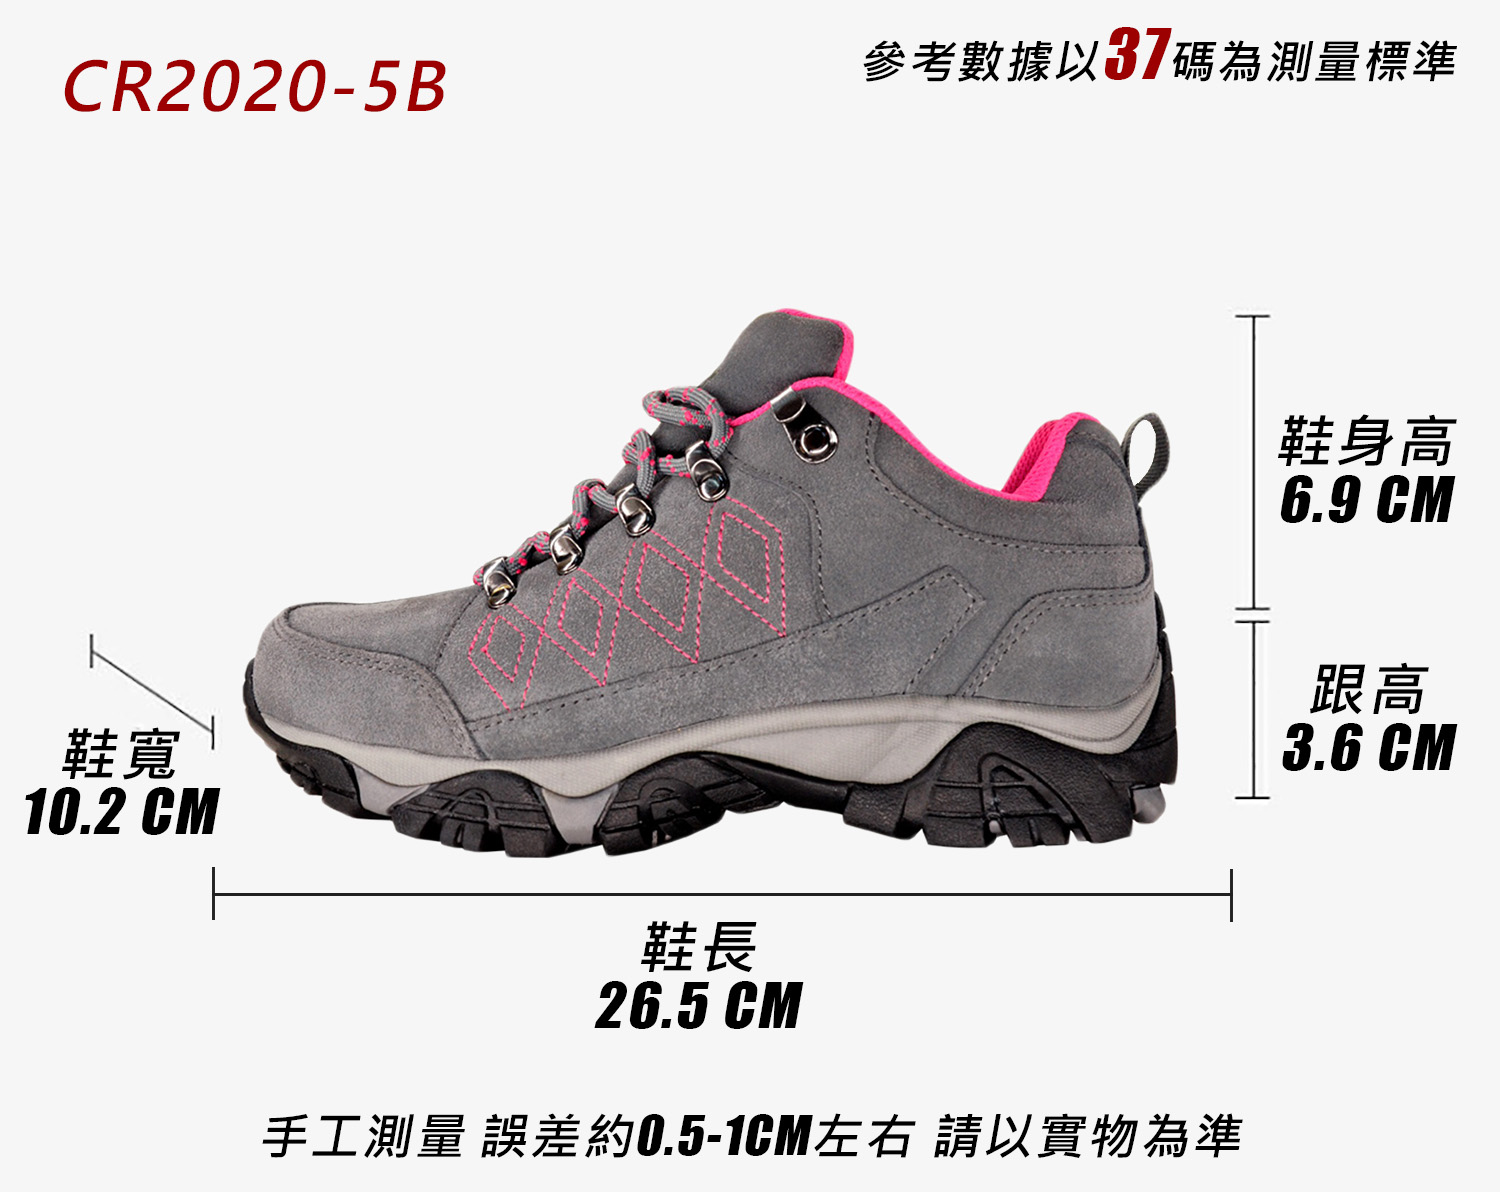 CR2020-5B
參考數據以37碼為測量標準
鞋身高
6.9 CM
跟高
3.6 CM
鞋寬
10.2 CM
鞋長
26.5 CM
手工測量 誤差約0.5-1CM左右 請以實物為準